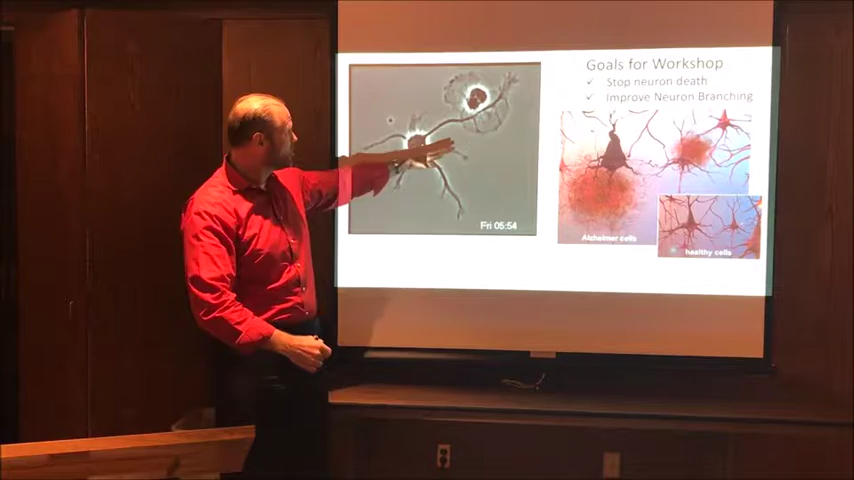 Goals for Workshop
✓ Stop neuron death
✓ Improve Neuron Branching
Fri 05:54
Alzheimer cells
healthy cells